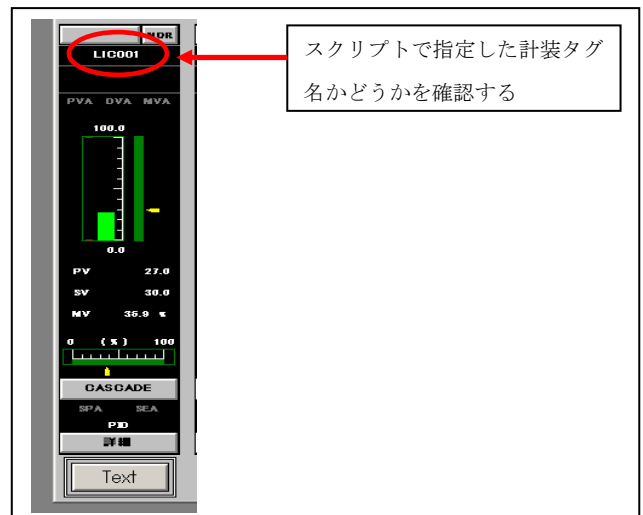 MDR
LIC001
スクリプトで指定した計装タグ
名かどうかを確認する
PVA DVA MVA
100.0
0.0
PV 27.0
SV 30.0
MV 36.9 %
0 (%) 100
CASCADE
SPA SEA
PID
詳細
Text